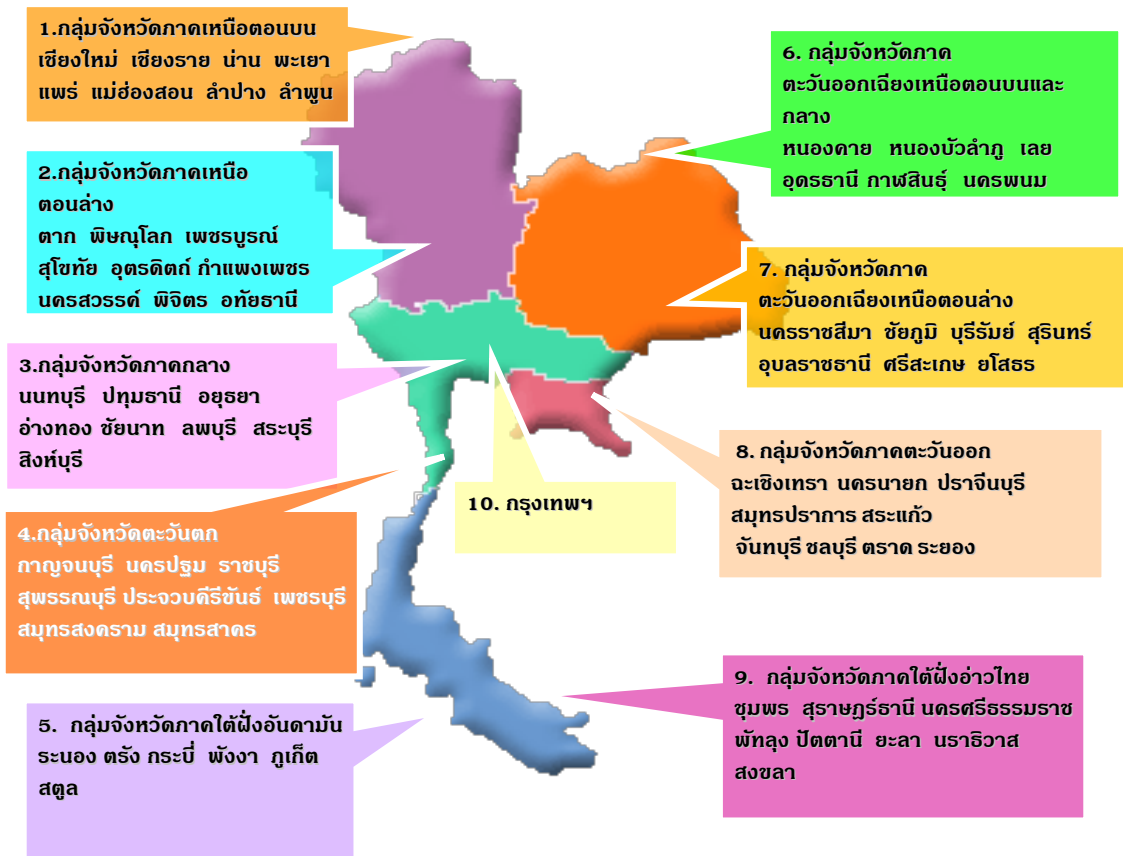 1.กลุ่มจังหวัดภาคเหนือตอนบน
เชียงใหม่ เชียงราย น่าน พะเยา
แพร่ แม่ฮ่องสอน ลำปาง ลำพูน
2.กลุ่มจังหวัดภาคเหนือ
ตอนล่าง
ตาก พิษณุโลก เพชรบูรณ์
สุโขทัย อุตรดิตถ์ กำแพงเพชร
นครสวรรค์ พิจิตร อทัยธานี
3.กลุ่มจังหวัดภาคกลาง
นนทบุรี ปทุมธานี อยุธยา
อ่างทอง ชัยนาท ลพบุรี สระบุรี
สิงห์บุรี
4.กลุ่มจังหวัดตะวันตก
กาญจนบุรี นครปฐม ราชบุรี
สุพรรณบุรี ประจวบคีรีขันธ์ เพชรบุรี
สมุทรสงคราม สมุทรสาคร
5. กลุ่มจังหวัดภาคใต้ฝั่งอันดามัน
ระนอง ตรัง กระบี่ พังงา ภูเก็ต
สตูล
6. กลุ่มจังหวัดภาค
ตะวันออกเฉียงเหนือตอนบนและ
กลาง
หนองคาย หนองบัวลำภู เลย
อุดรธานี กาฬสินธุ์ นครพนม
7. กลุ่มจังหวัดภาค
ตะวันออกเฉียงเหนือตอนล่าง
นครราชสีมา ชัยภูมิ บุรีรัมย์ สุรินทร์
อุบลราชธานี ศรีสะเกษ ยโสธร
8. กลุ่มจังหวัดภาคตะวันออก
ฉะเชิงเทรา นครนายก ปราจีนบุรี
สมุทรปราการ สระแก้ว
จันทบุรี ชลบุรี ตราด ระยอง
9. กลุ่มจังหวัดภาคใต้ฝั่งอ่าวไทย
ชุมพร สุราษฎร์ธานี นครศรีธรรมราช
พัทลุง ปัตตานี ยะลา นราธิวาส
สงขลา
10. กรุงเทพฯ